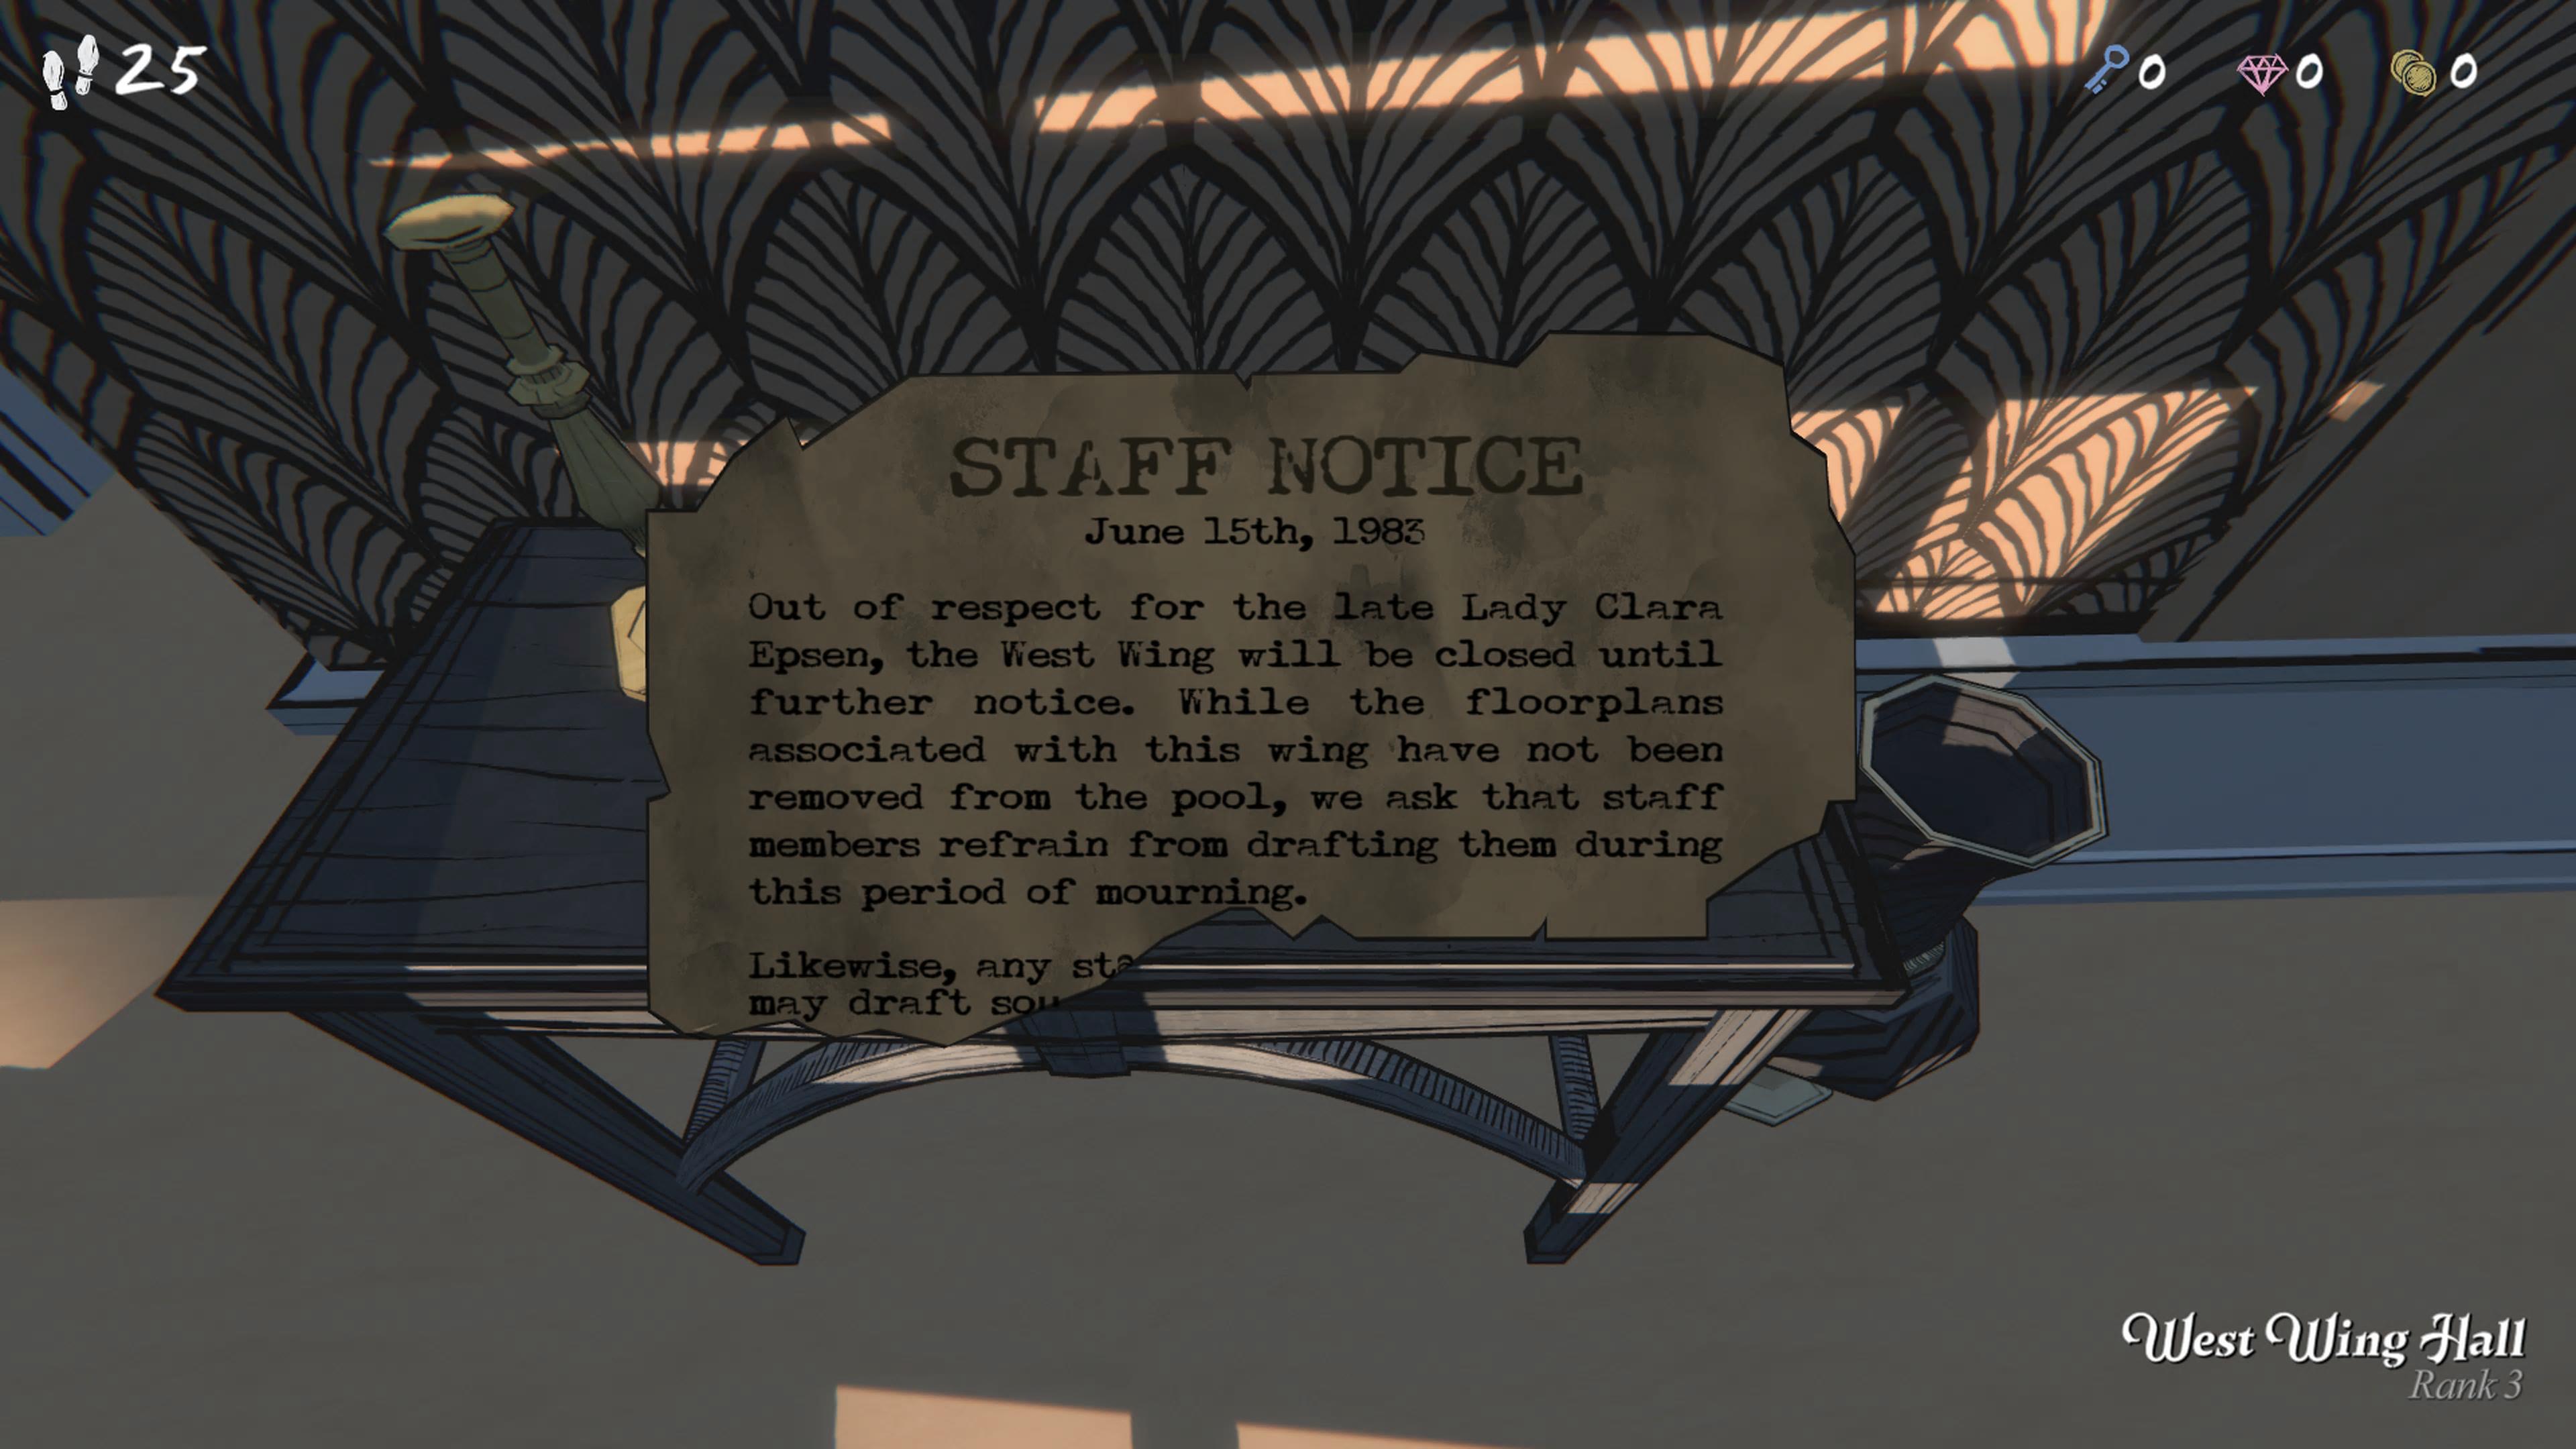 25
0 0 0
STAFF NOTICE
June 15th, 1983
Out of respect for the late Lady Clara
Epsen, the West Wing will be closed until
further notice. While the floorplans
associated with this wing have not been
removed from the pool, we ask that staff
members refrain from drafting them during
this period of mourning.
Likewise, any
may draft
West Wing Hall
Rank 3